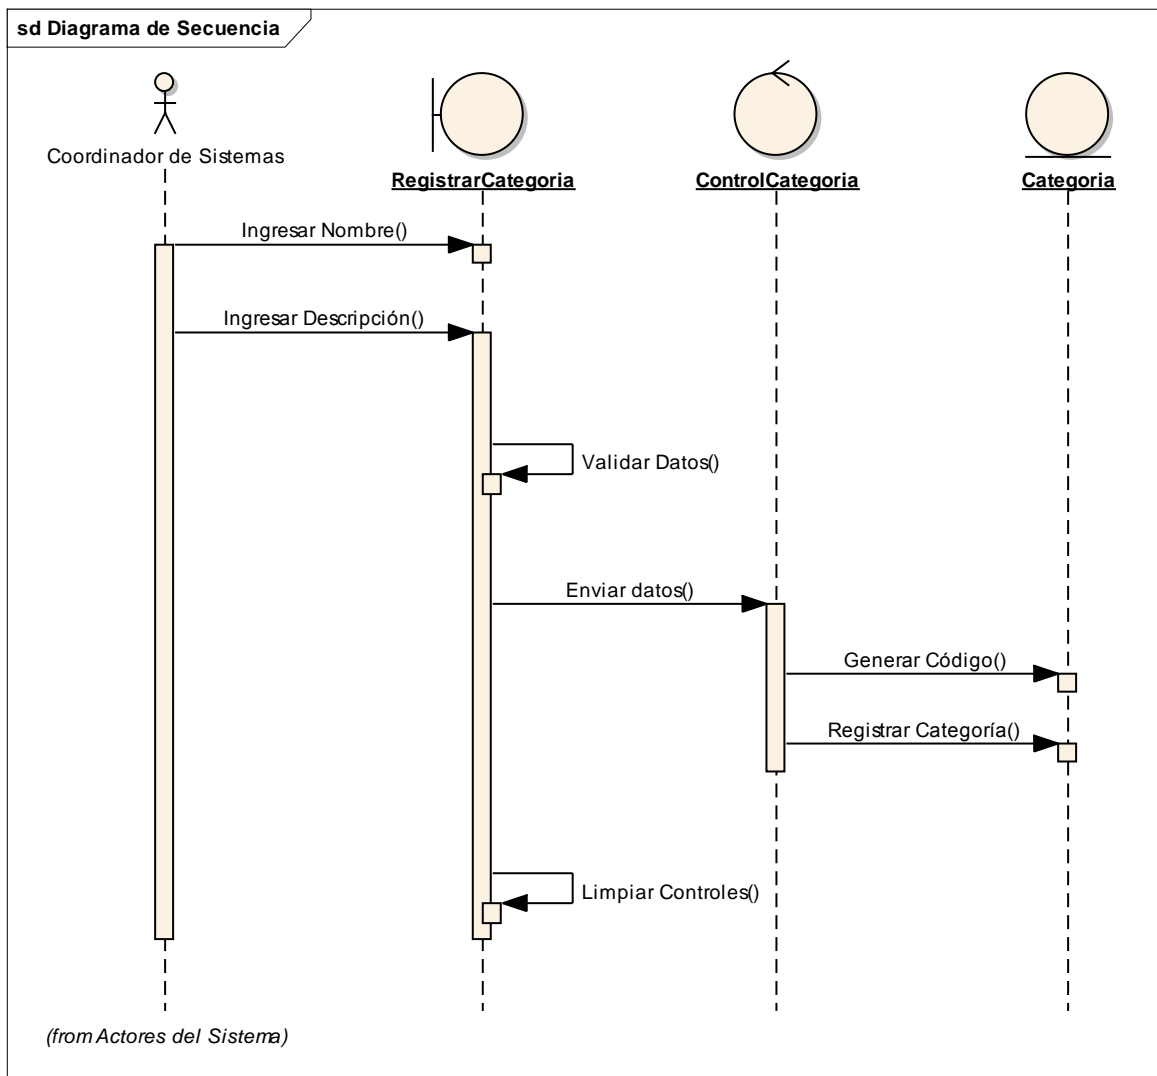 sd Diagrama de Secuencia
Coordinador de Sistemas
RegistrarCategoria
ControlCategoria
Categoria
Ingresar Nombre()
Ingresar Descripción()
Validar Datos()
Enviar datos()
Generar Código()
Registrar Categoría()
Limpiar Controles()
(from Actores del Sistema)